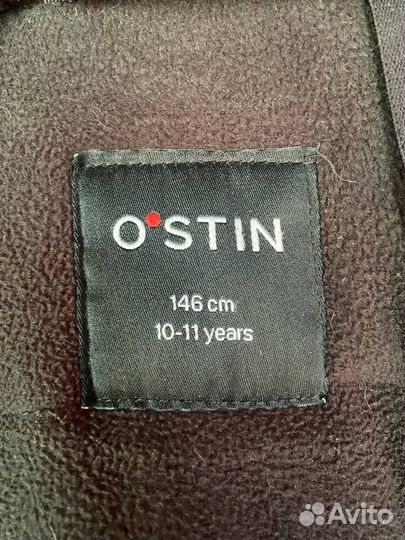 O'STIN
146 cm
10-11 years
Avito